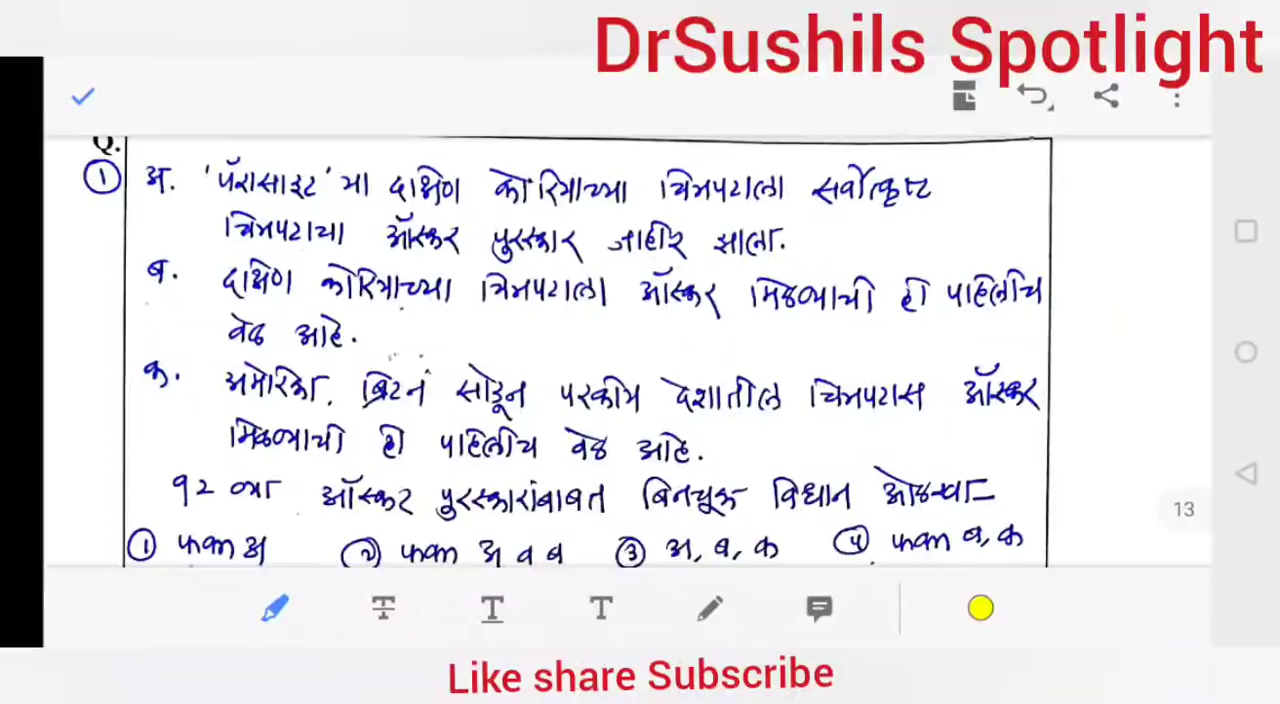 DrSushils Spotlight
Q.
① अ. 'पॅरासाइट' या दक्षिण कोरियाच्या चित्रपटाला सर्वोत्कृष्ट
चित्रपटाचा ऑस्कर पुरस्कार जाहीर झाला.
ब. दक्षिण कोरियाच्या चित्रपटाला ऑस्कर मिळण्याची ही पहिलीच
वेळ आहे.
क. अमेरिका, ब्रिटन सोडून परकीय देशातील चित्रपटास ऑस्कर
मिळण्याची ही पहिलीच वेळ आहे.
९२ व्या ऑस्कर पुरस्कारांबाबत बिनचूक विधान ओळखा-
① फक्त अ ② फक्त अ व ब ③ अ, ब, क ④ फक्त ब, क
13
T T T
Like share Subscribe